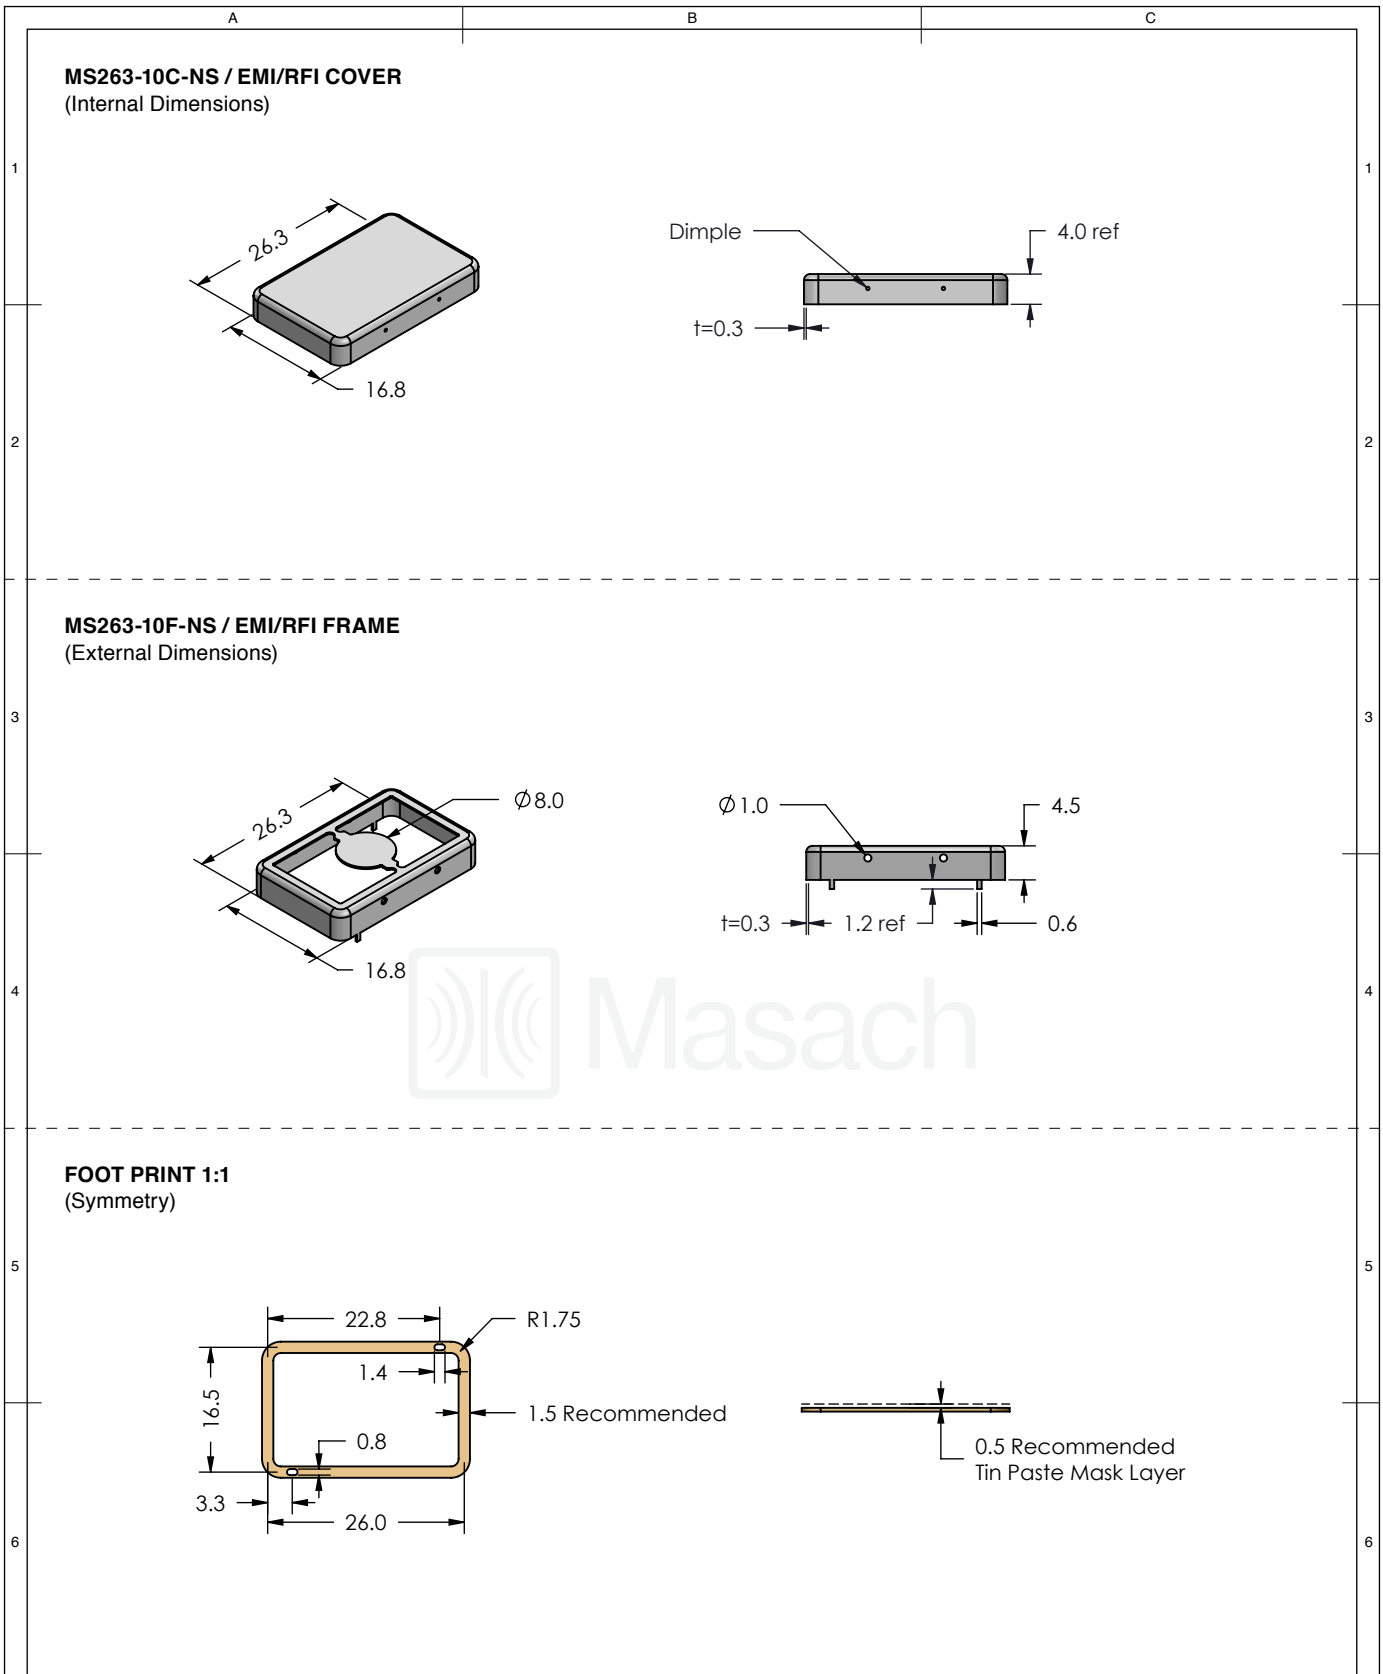 A B C
MS263-10C-NS / EMI/RFI COVER
(Internal Dimensions)
1 1
26.3
16.8
Dimple
4.0 ref
t=0.3
2 2
MS263-10F-NS / EMI/RFI FRAME
(External Dimensions)
3 3
26.3
Ø8.0
16.8
Ø1.0
4.5
t=0.3
1.2 ref
0.6
4 4
Masach
FOOT PRINT 1:1
(Symmetry)
5 5
22.8
R1.75
1.4
16.5
1.5 Recommended
0.8
3.3
26.0
0.5 Recommended
Tin Paste Mask Layer
6 6